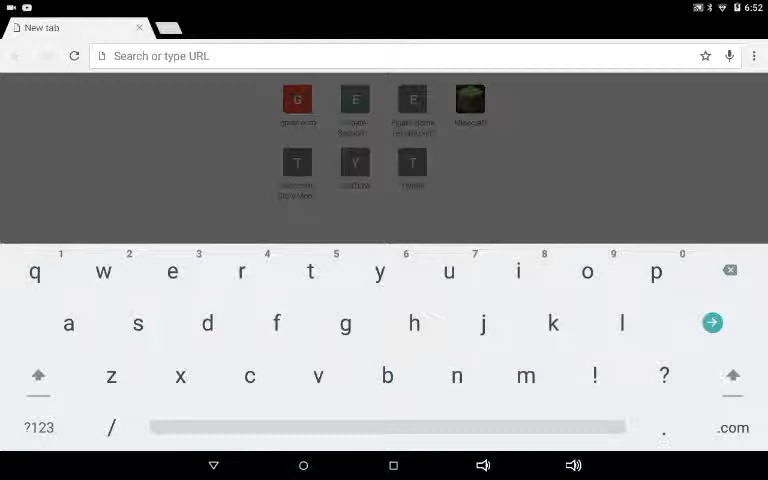 6:52
New tab
Search or type URL
G E E
Minecraft
T Y T
1 2 3 4 5 6 7 8 9 0
q w e r t y u i o p
a s d f g h j k l
z x c v b n m ! ?
?123 / . .com